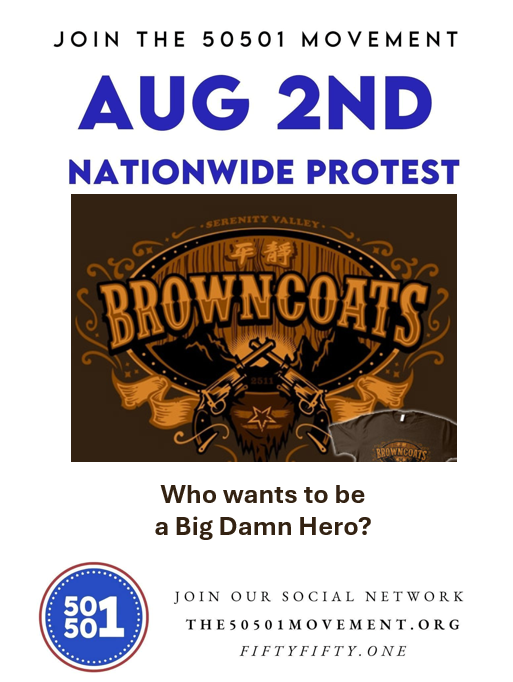 JOIN THE 50501 MOVEMENT
AUG 2ND
NATIONWIDE PROTEST
· SERENITY VALLEY ·
平靜
BROWNCOATS
2511
BROWNCOATS
Who wants to be
a Big Damn Hero?
50
501
JOIN OUR SOCIAL NETWORK
THE50501MOVEMENT.ORG
FIFTYFIFTY.ONE